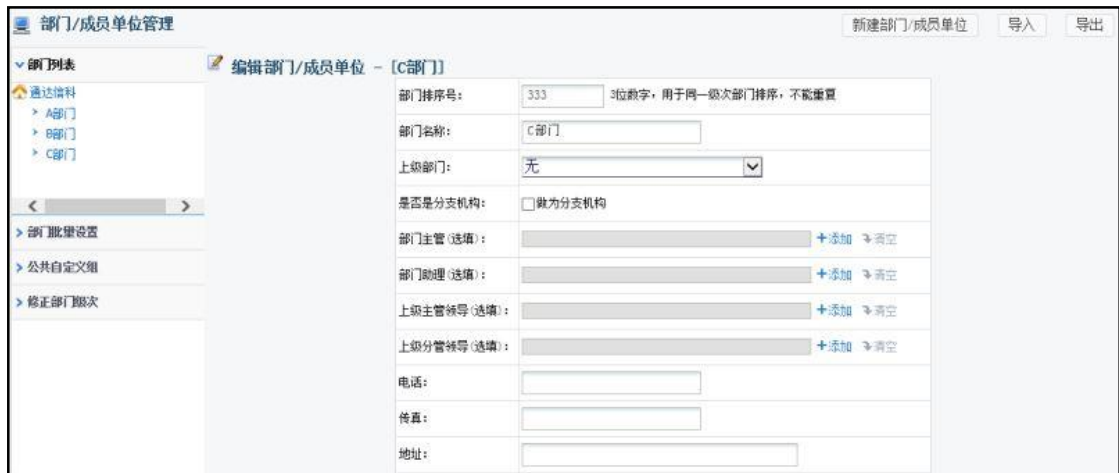 部门/成员单位管理
新建部门/成员单位 导入 导出
部门列表
通达信科
A部门
B部门
C部门
部门批量设置
公共自定义组
修正部门级次
编辑部门/成员单位 - [C部门]
部门排序号: 333 3位数字，用于同一级次部门排序，不能重复
部门名称: C部门
上级部门: 无
是否是分支机构: 做为分支机构
部门主管(选填): 添加 清空
部门助理(选填): 添加 清空
上级主管领导(选填): 添加 清空
上级分管领导(选填): 添加 清空
电话:
传真:
地址: